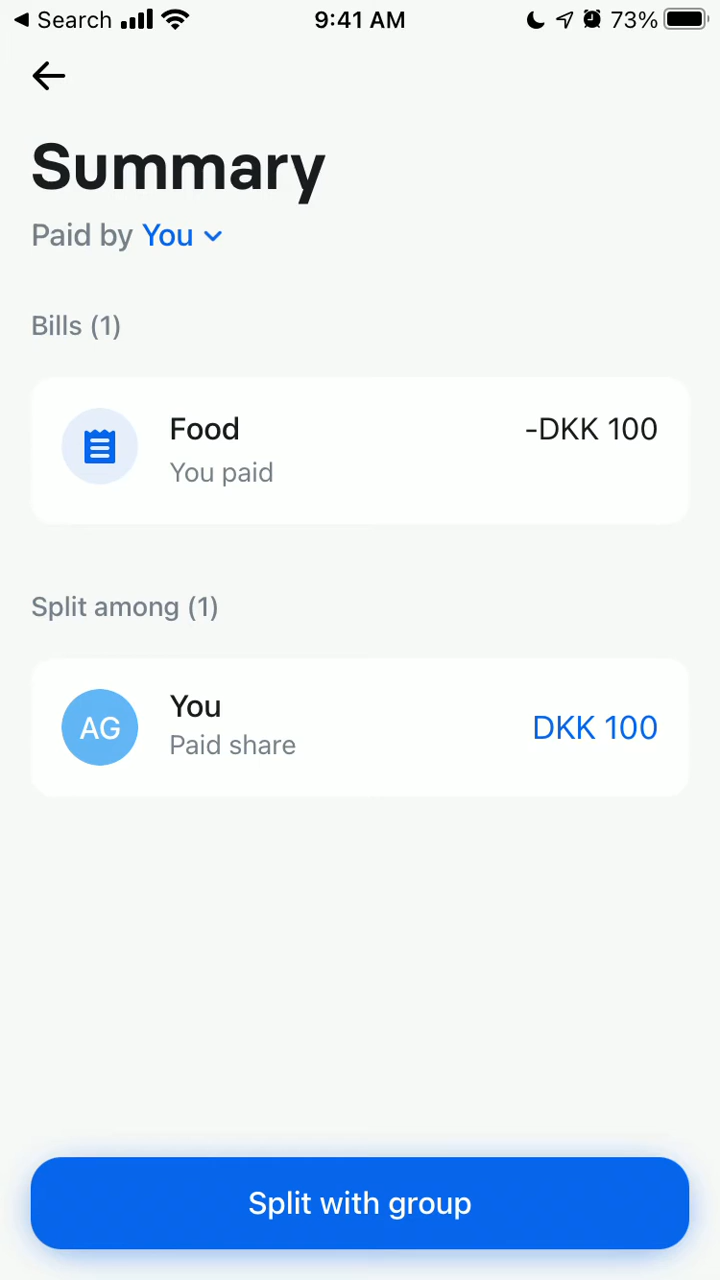 Search 9:41 AM 73%
Summary
Paid by You
Bills (1)
Food -DKK 100
You paid
Split among (1)
You
AG DKK 100
Paid share
Split with group